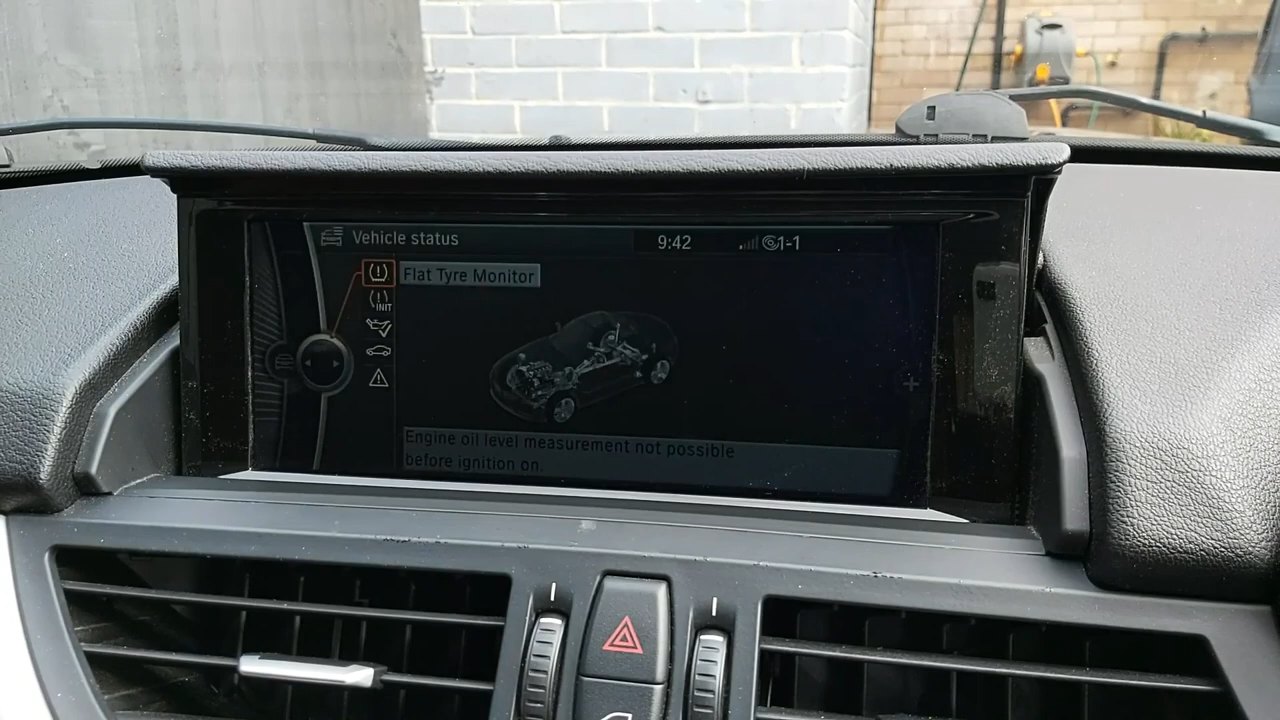 Vehicle status
9:42
1-1
Flat Tyre Monitor
INIT
Engine oil level measurement not possible
before ignition on.